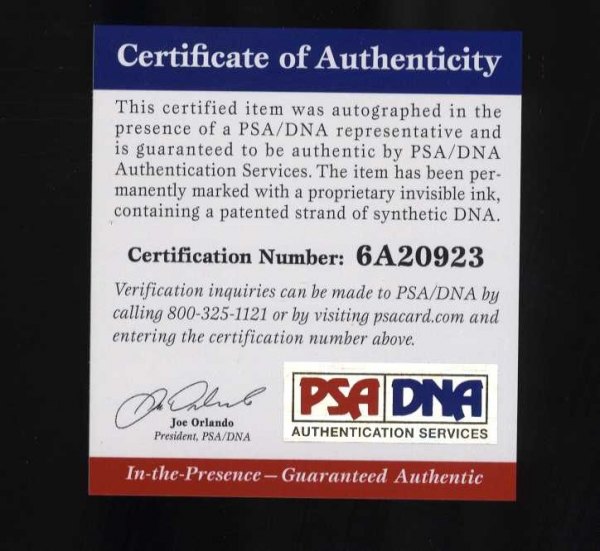 Certificate of Authenticity
This certified item was autographed in the
presence of a PSA/DNA representative and
is guaranteed to be authentic by PSA/DNA
Authentication Services. The item has been per-
manently marked with a proprietary invisible ink,
containing a patented strand of synthetic DNA.
Certification Number: 6A20923
Verification inquiries can be made to PSA/DNA by
calling 800-325-1121 or by visiting psacard.com and
entering the certification number above.
Joe Orlando
President, PSA/DNA
PSA DNA
AUTHENTICATION SERVICES
In-the-Presence – Guaranteed Authentic